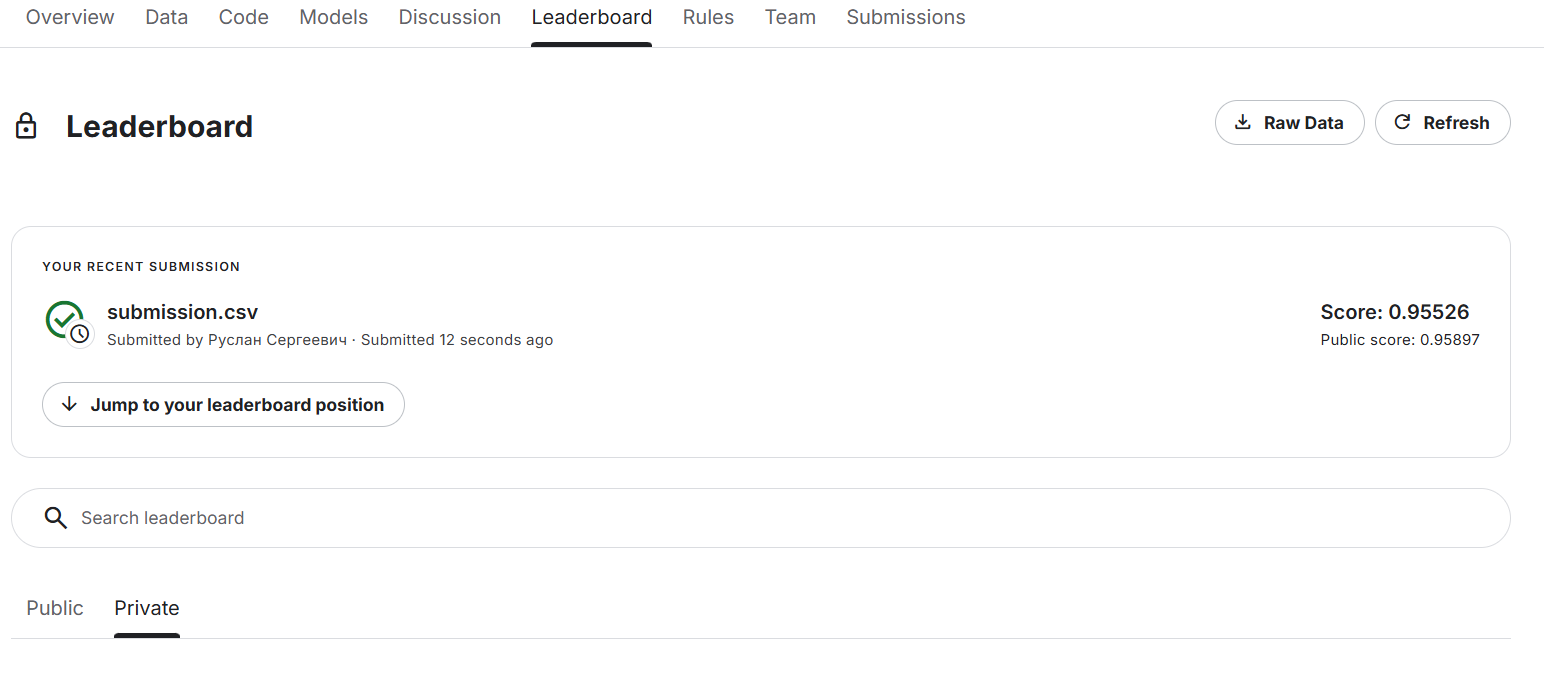 Overview Data Code Models Discussion Leaderboard Rules Team Submissions
Leaderboard
Raw Data Refresh
YOUR RECENT SUBMISSION
submission.csv
Submitted by Руслан Сергеевич · Submitted 12 seconds ago
Score: 0.95526
Public score: 0.95897
Jump to your leaderboard position
Search leaderboard
Public Private